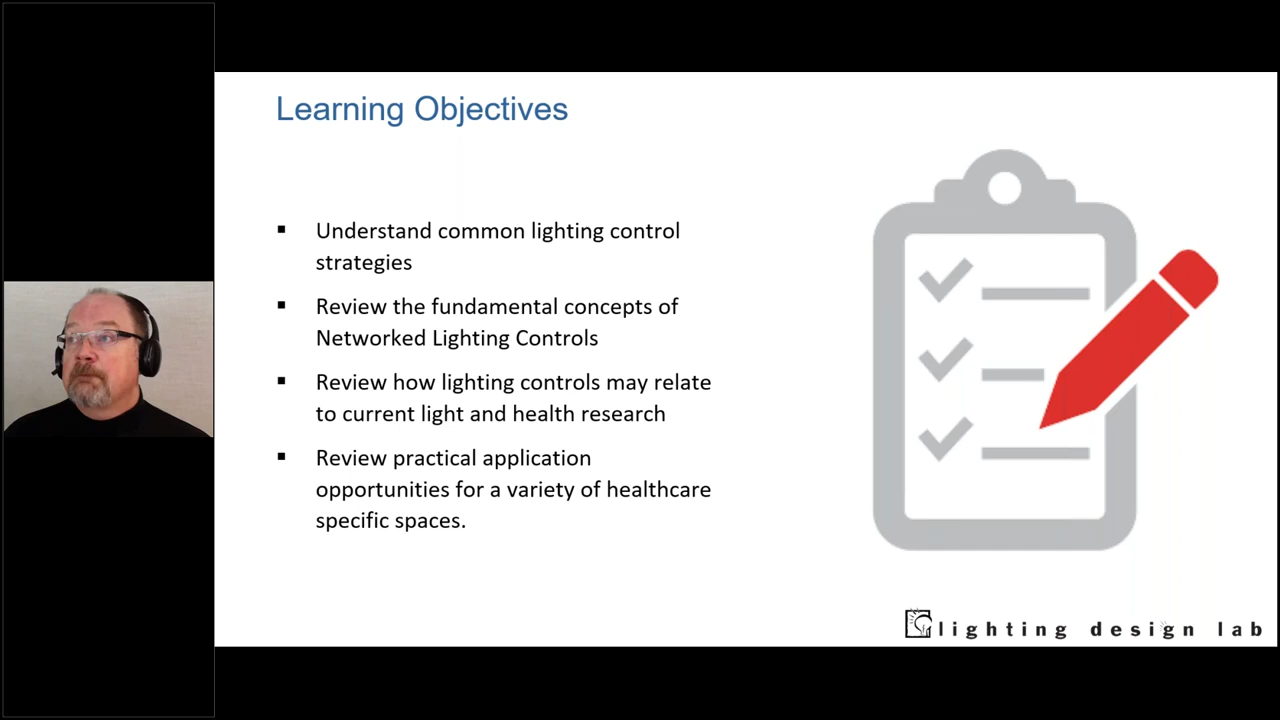 Learning Objectives
▪ Understand common lighting control
strategies
▪ Review the fundamental concepts of
Networked Lighting Controls
▪ Review how lighting controls may relate
to current light and health research
▪ Review practical application
opportunities for a variety of healthcare
specific spaces.
lighting design lab